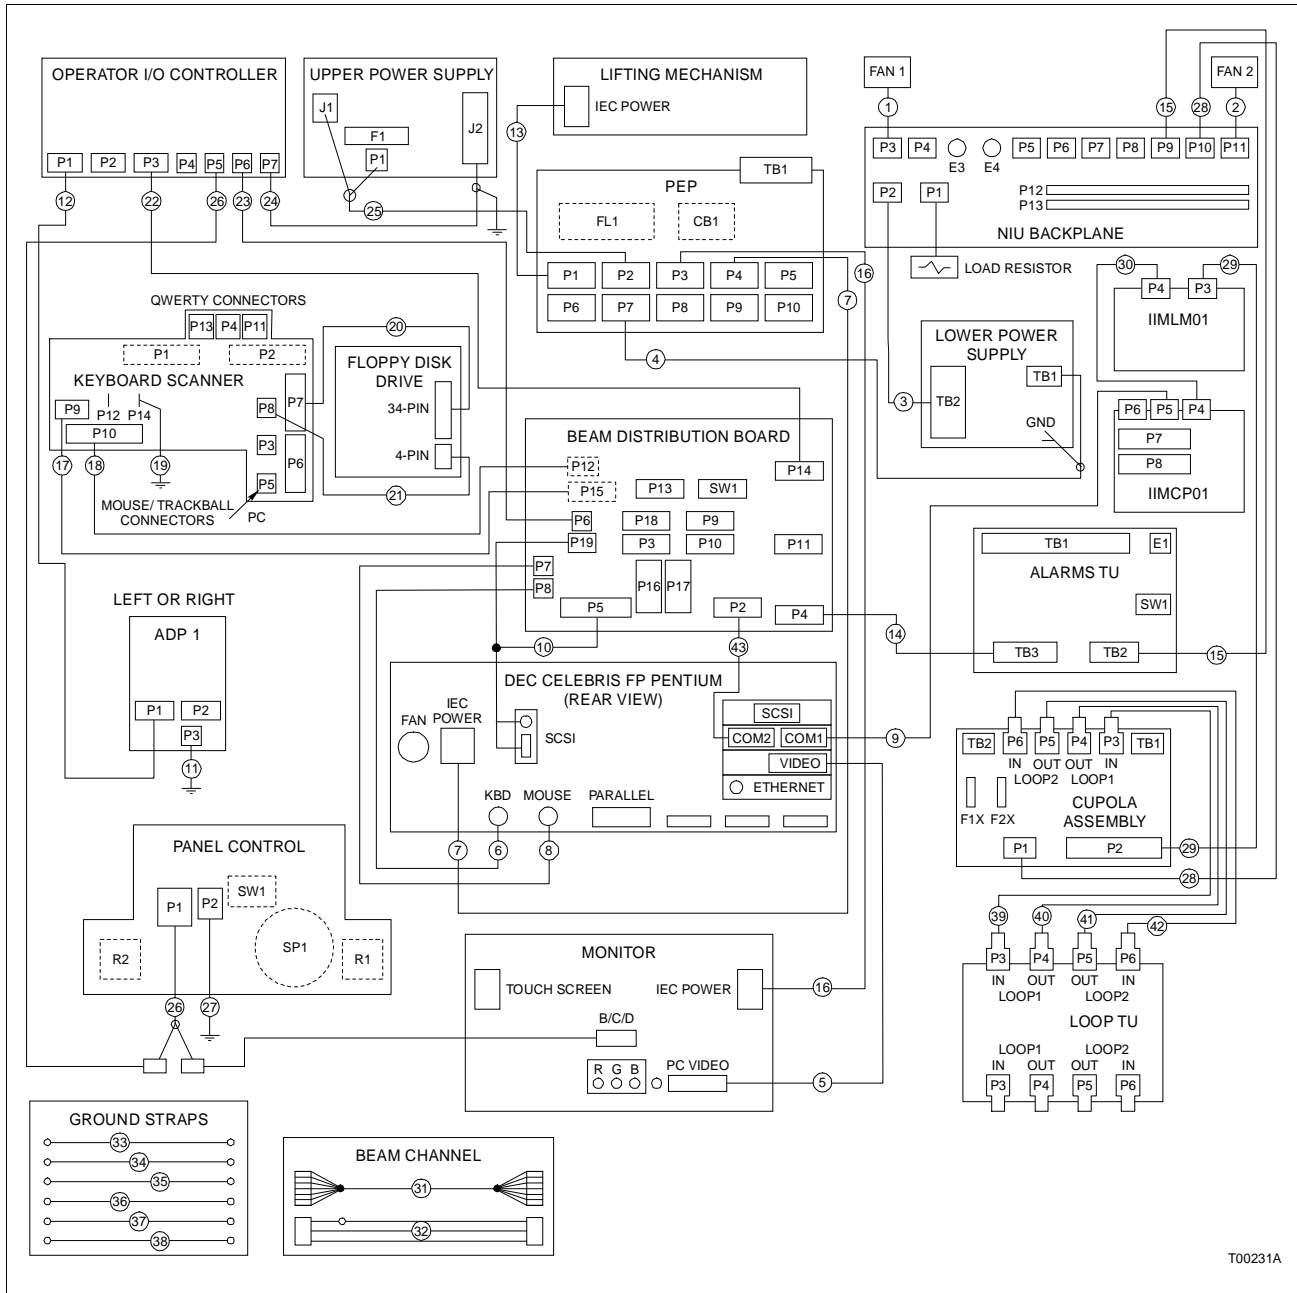 OPERATOR I/O CONTROLLER
P1 P2 P3 P4 P5 P6 P7
12 22 26 23 24
UPPER POWER SUPPLY
J1
F1
P1
J2
25
LIFTING MECHANISM
IEC POWER
13
PEP
TB1
FL1 CB1
P1 P2 P3 P4 P5
P6 P7 P8 P9 P10
16
7
4
FAN 1
FAN 2
1 15 28 2
P3 P4 E3 E4 P5 P6 P7 P8 P9 P10 P11
P2 P1
P12
P13
NIU BACKPLANE
LOAD RESISTOR
30 29
P4 P3
IIMLM01
LOWER POWER
SUPPLY
TB1
TB2
3
GND
P6 P5 P4
P7
P8
IIMCP01
QWERTY CONNECTORS
P13 P4 P11
P1 P2
KEYBOARD SCANNER
P9 P12 P14
P10
P8 P7
P3 P6
P5
17 18 19
MOUSE/ TRACKBALL
CONNECTORS
PC
20
FLOPPY DISK
DRIVE
34-PIN
4-PIN
21
BEAM DISTRIBUTION BOARD
P12 P14
P15 P13 SW1
P6 P18 P9
P19 P3 P10 P11
P7
P8 P16 P17
P5 P2 P4
10 43 14
ALARMS TU
TB1 E1
SW1
TB3 TB2
15
LEFT OR RIGHT
ADP 1
P1 P2
P3
11
DEC CELEBRIS FP PENTIUM
(REAR VIEW)
FAN
IEC
POWER
SCSI
SCSI
COM2 COM1
VIDEO
ETHERNET
9
KBD MOUSE PARALLEL
7 6 8
CUPOLA
ASSEMBLY
TB2 P6 P5 P4 P3 TB1
IN OUT OUT IN
LOOP2 LOOP1
F1X F2X
P1 P2
29
28
39 40 41 42
P3 P4 P5 P6
IN OUT OUT IN
LOOP1 LOOP2
LOOP TU
LOOP1 LOOP2
IN OUT OUT IN
P3 P4 P5 P6
PANEL CONTROL
P1 P2 SW1
R2 SP1 R1
26 27
MONITOR
TOUCH SCREEN
IEC POWER
16
B/C/D
R G B
PC VIDEO
5
GROUND STRAPS
33
34
35
36
37
38
BEAM CHANNEL
31
32
T00231A